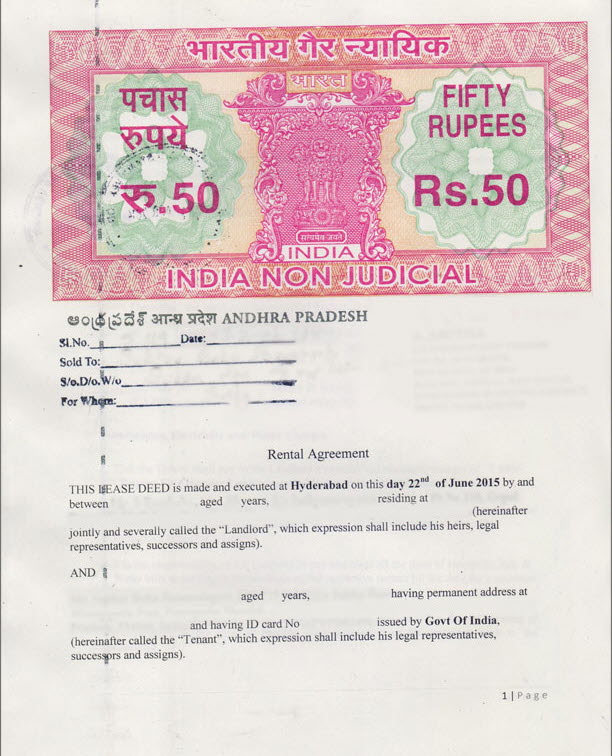 भारतीय गैर न्यायिक
भारत
पचास
रुपये
रु.50
FIFTY
RUPEES
Rs.50
सत्यमेव जयते
INDIA
INDIA NON JUDICIAL
ఆంధ్రప్రదేశ్ आन्ध्र प्रदेश ANDHRA PRADESH
Sl.No. Date:
Sold To:
S/o.D/o.W/o
For Whom:
Rental Agreement
THIS LEASE DEED is made and executed at Hyderabad on this day 22nd of June 2015 by and
between aged years, residing at
(hereinafter
jointly and severally called the “Landlord”, which expression shall include his heirs, legal
representatives, successors and assigns).
AND
aged years, having permanent address at
and having ID card No issued by Govt Of India,
(hereinafter called the “Tenant”, which expression shall include his legal representatives,
successors and assigns).
1 | Page